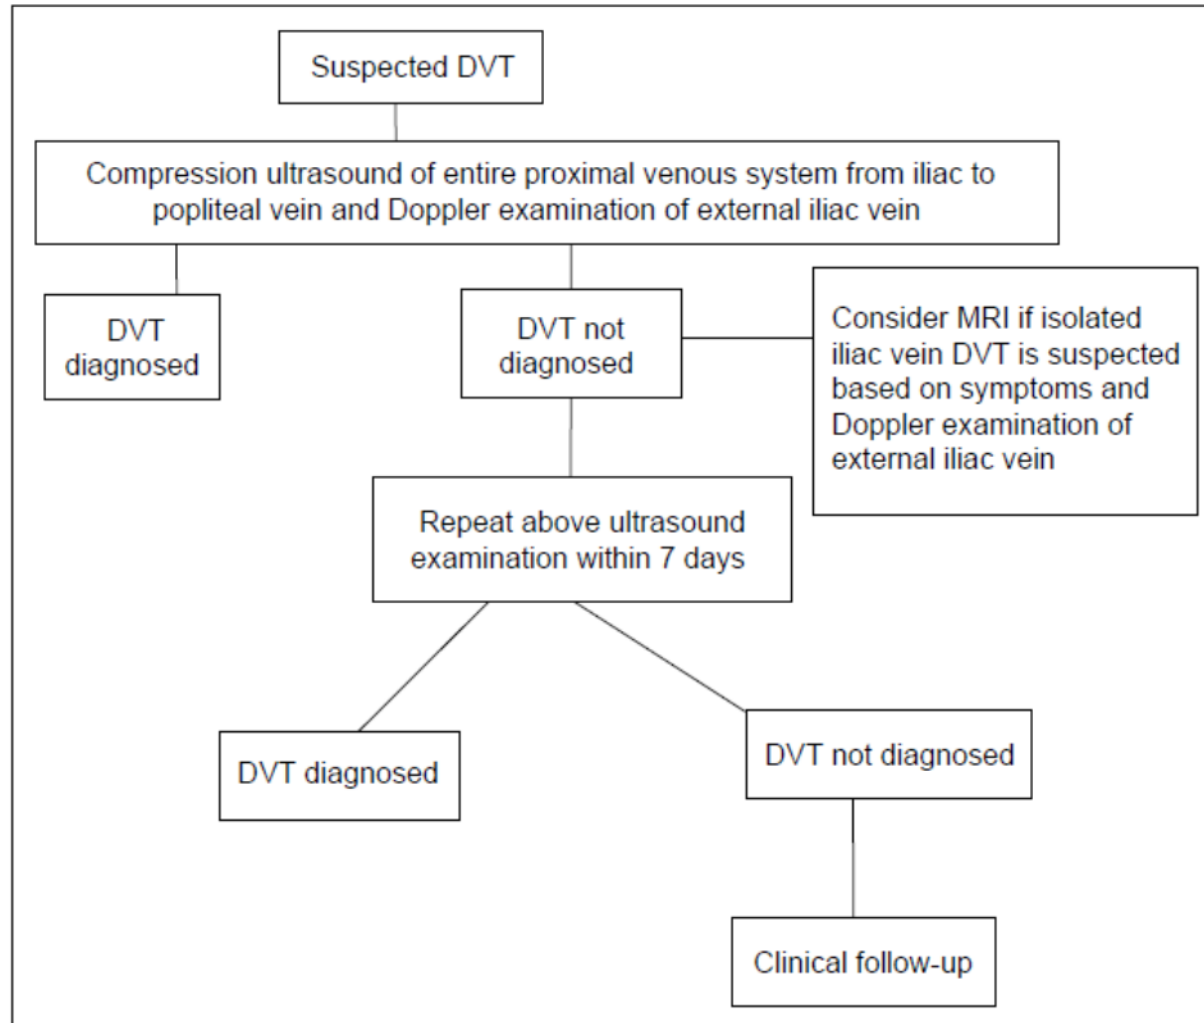 Suspected DVT
Compression ultrasound of entire proximal venous system from iliac to
popliteal vein and Doppler examination of external iliac vein
DVT
diagnosed
DVT not
diagnosed
Consider MRI if isolated
iliac vein DVT is suspected
based on symptoms and
Doppler examination of
external iliac vein
Repeat above ultrasound
examination within 7 days
DVT diagnosed
DVT not diagnosed
Clinical follow-up